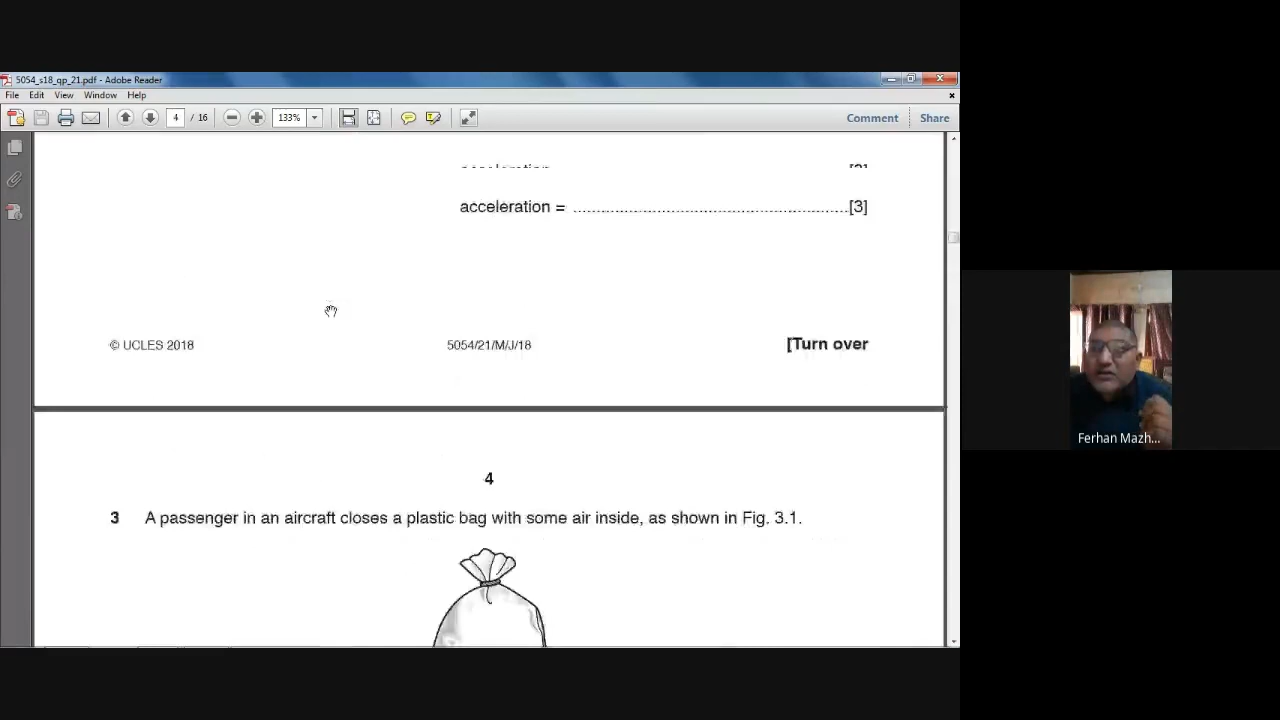 5054_s18_qp_21.pdf - Adobe Reader
File Edit View Window Help
4 / 16 133% Comment Share
acceleration [3]
acceleration = ........................................................[3]
© UCLES 2018 5054/21/M/J/18 [Turn over
4
3 A passenger in an aircraft closes a plastic bag with some air inside, as shown in Fig. 3.1.
Ferhan Mazh...